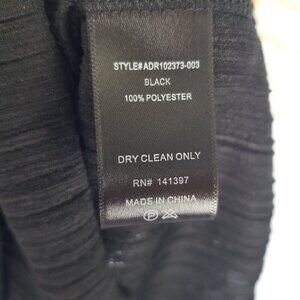 STYLE#ADR102373-003
BLACK
100% POLYESTER
DRY CLEAN ONLY
RN# 141397
MADE IN CHINA
P